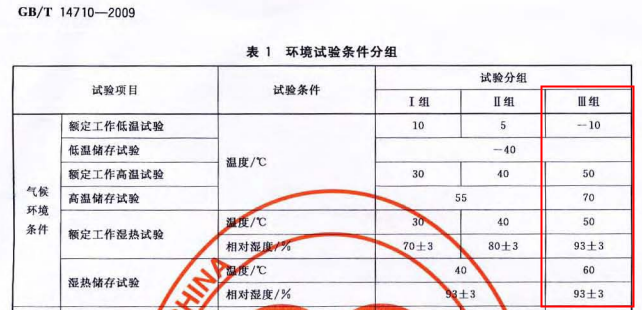 GB/T 14710—2009
表 1 环境试验条件分组
试验项目 试验条件 试验分组
Ⅰ组 Ⅱ组 Ⅲ组
气候环境条件
额定工作低温试验 温度/℃ 10 5 —10
低温储存试验 —40
额定工作高温试验 30 40 50
高温储存试验 55 70
额定工作湿热试验 温度/℃ 30 40 50
相对湿度/% 70±3 80±3 93±3
湿热储存试验 温度/℃ 40 60
相对湿度/% 93±3 93±3
CHINA